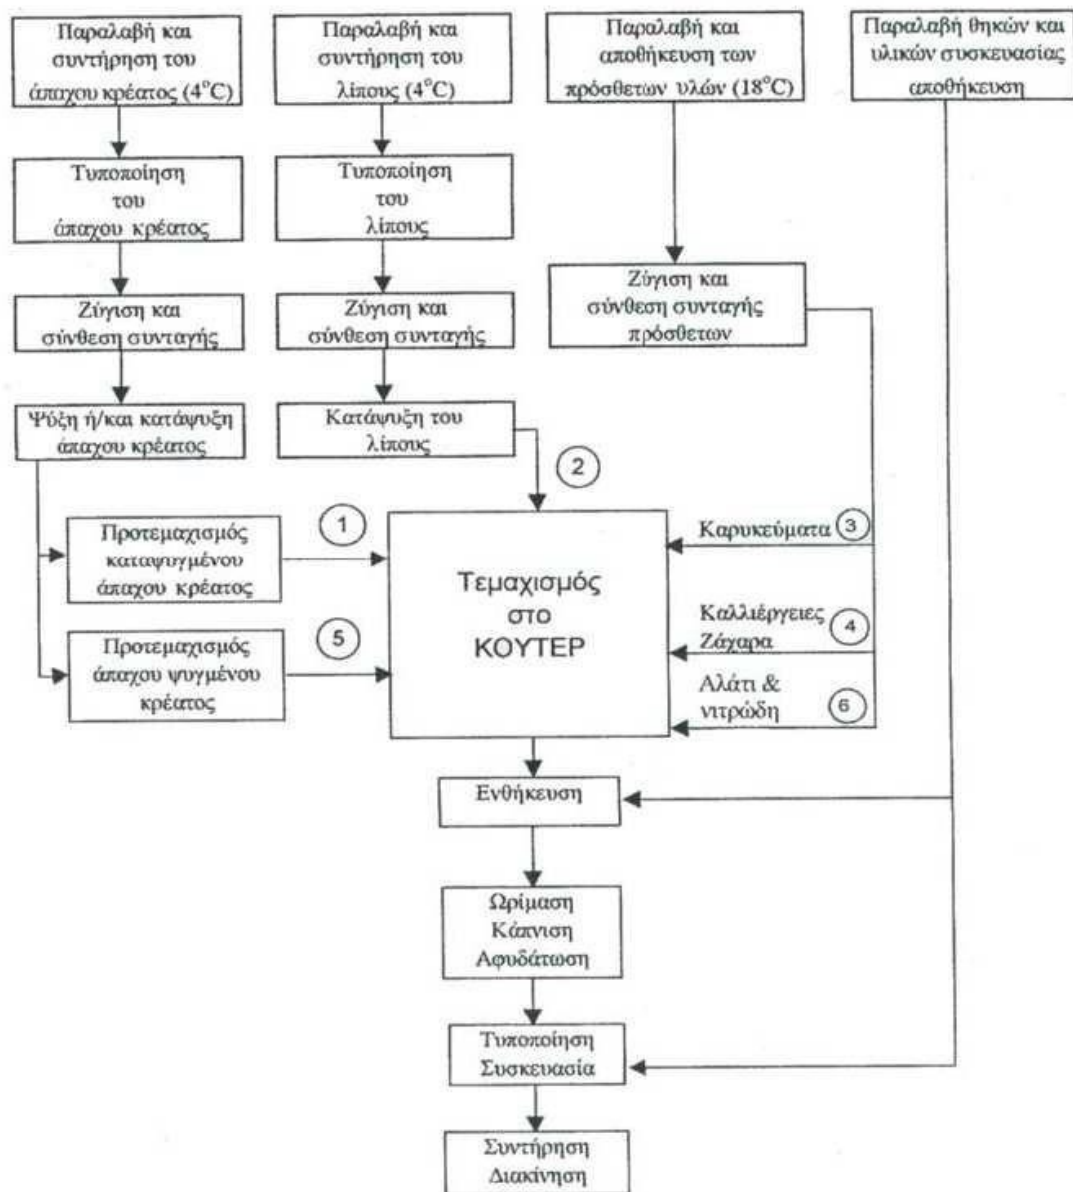 Παραλαβή και
συντήρηση του
άπαχου κρέατος (4°C)
Παραλαβή και
συντήρηση του
λίπους (4°C)
Παραλαβή και
αποθήκευση των
πρόσθετων υλών (18°C)
Παραλαβή θηκών και
υλικών συσκευασίας
αποθήκευση
Τυποποίηση
του
άπαχου κρέατος
Τυποποίηση
του
λίπους
Ζύγιση και
σύνθεση συνταγής
Ζύγιση και
σύνθεση συνταγής
Ζύγιση και
σύνθεση συνταγής
πρόσθετων
Ψύξη ή/και κατάψυξη
άπαχου κρέατος
Κατάψυξη του
λίπους
2
Προτεμαχισμός
καταψυγμένου
άπαχου κρέατος
1
Τεμαχισμός
στο
ΚΟΥΤΕΡ
Καρυκεύματα 3
Καλλιέργειες
Ζάχαρα 4
Προτεμαχισμός
άπαχου ψυγμένου
κρέατος
5
Αλάτι &
νιτρώδη 6
Ενθήκευση
Ωρίμαση
Κάπνιση
Αφυδάτωση
Τυποποίηση
Συσκευασία
Συντήρηση
Διακίνηση